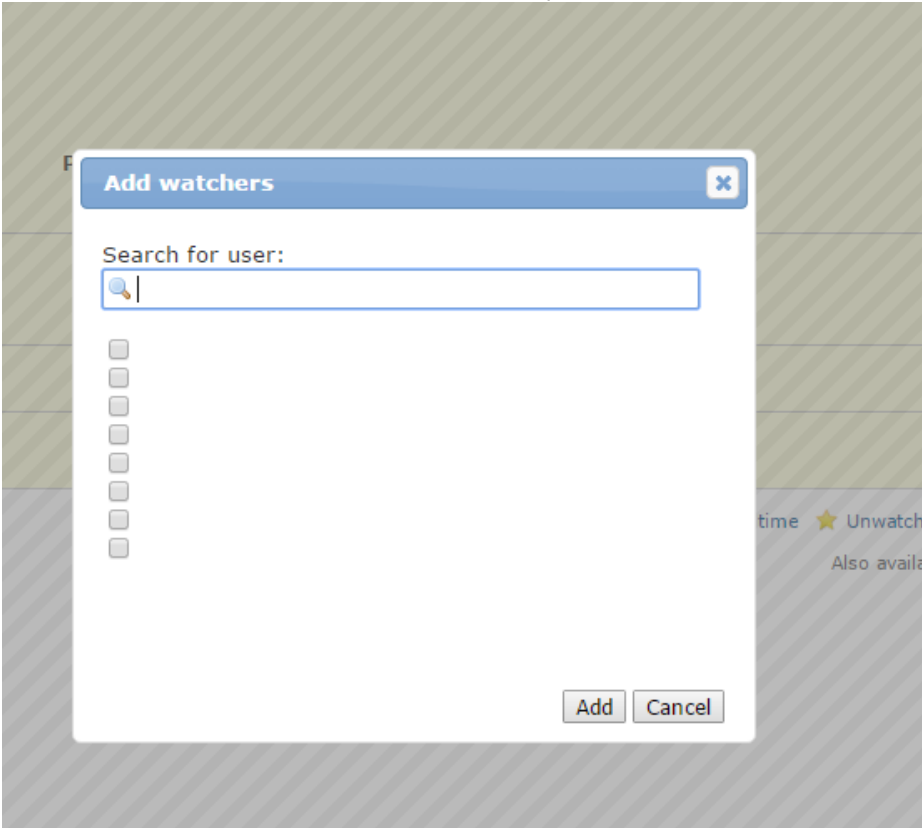 Add watchers
Search for user:
time Unwatch
Also availa
Add Cancel